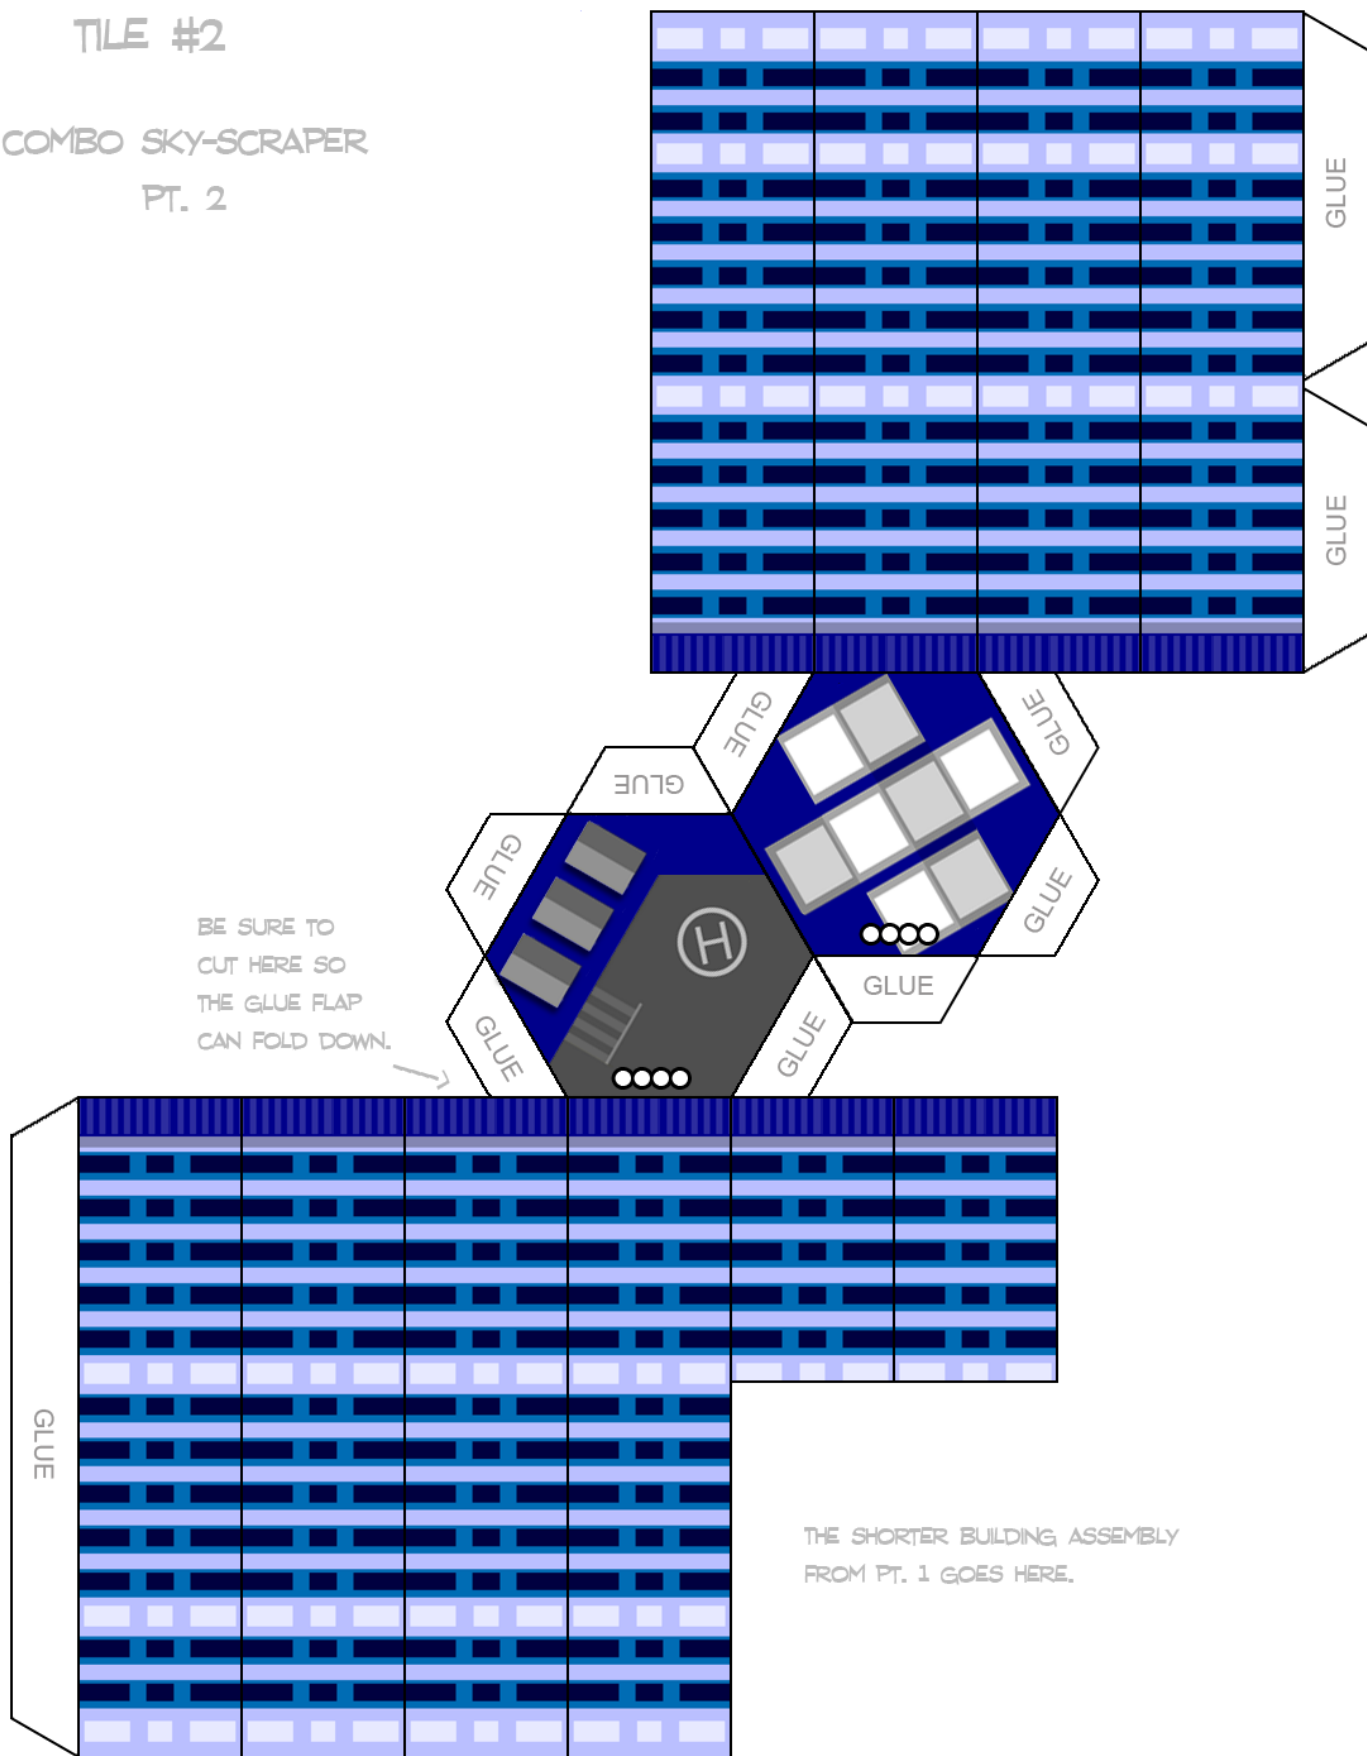 TILE #2
COMBO SKY-SCRAPER
PT. 2
GLUE
GLUE
GLUE
GLUE
GLUE
GLUE
GLUE
H
BE SURE TO
CUT HERE SO
THE GLUE FLAP
CAN FOLD DOWN.
GLUE
GLUE
GLUE
GLUE
THE SHORTER BUILDING ASSEMBLY
FROM PT. 1 GOES HERE.